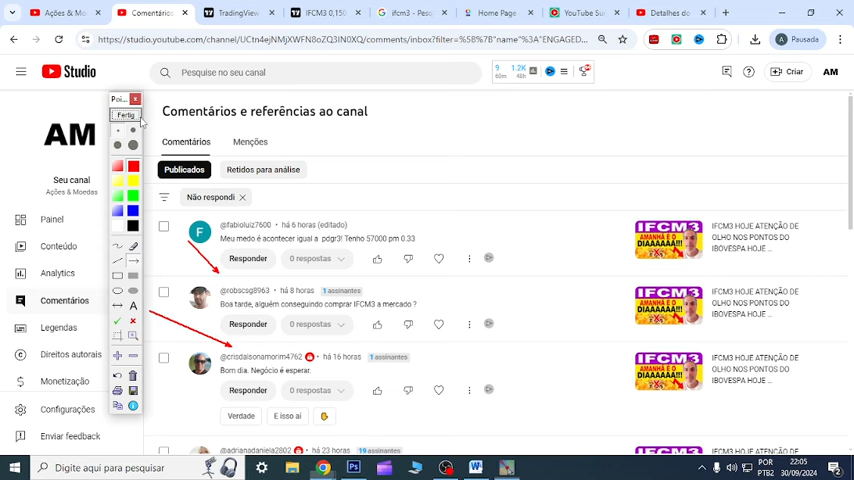 Ações & M...
Comentários
TradingView
IFCM3 0,150
ifcm3 - Pesq
Home Page
YouTube Su
Detalhes do
https://studio.youtube.com/channel/UCtn4ejNMjXWFN8oZQ3IN0XQ/comments/inbox?filter=%5B%7B"name"%3A"ENGAGED...
Pausada
Studio
Pesquise no seu canal
9
60m
1.2K
48h
Criar
AM
Poi...
Fertig
AM
Seu canal
Ações & Moedas
Painel
Conteúdo
Analytics
Comentários
Legendas
Direitos autorais
Monetização
Configurações
Enviar feedback
Comentários e referências ao canal
Comentários
Menções
Publicados
Retidos para análise
Não respondi
F
@fabioluiz7600 • há 6 horas (editado)
Meu medo é acontecer igual a pdgr3! Tenho 57000 pm 0.33
Responder
0 respostas
AMANHÃ É O
DIAAAAAA!!!
IFCM3 HOJE ATENÇÃO DE
OLHO NOS PONTOS DO
IBOVESPA HOJE ...
@robscsg8963 • há 8 horas 1 assinantes
Boa tarde, alguém conseguindo comprar IFCM3 a mercado ?
Responder
0 respostas
AMANHÃ É O
DIAAAAAA!!!
IFCM3 HOJE ATENÇÃO DE
OLHO NOS PONTOS DO
IBOVESPA HOJE ...
@crisdaisonamorim4762 • há 16 horas 1 assinantes
Bom dia. Negócio é esperar.
Responder
0 respostas
Verdade
E isso aí
IFCM3
AMANHÃ É O
DIAAAAAA!!!
IFCM3 HOJE ATENÇÃO DE
OLHO NOS PONTOS DO
IBOVESPA HOJE ...
@adrianadaniela2802 • há 23 horas 19 assinantes
IFCM3
Digite aqui para pesquisar
POR
PTB2
22:05
30/09/2024
2